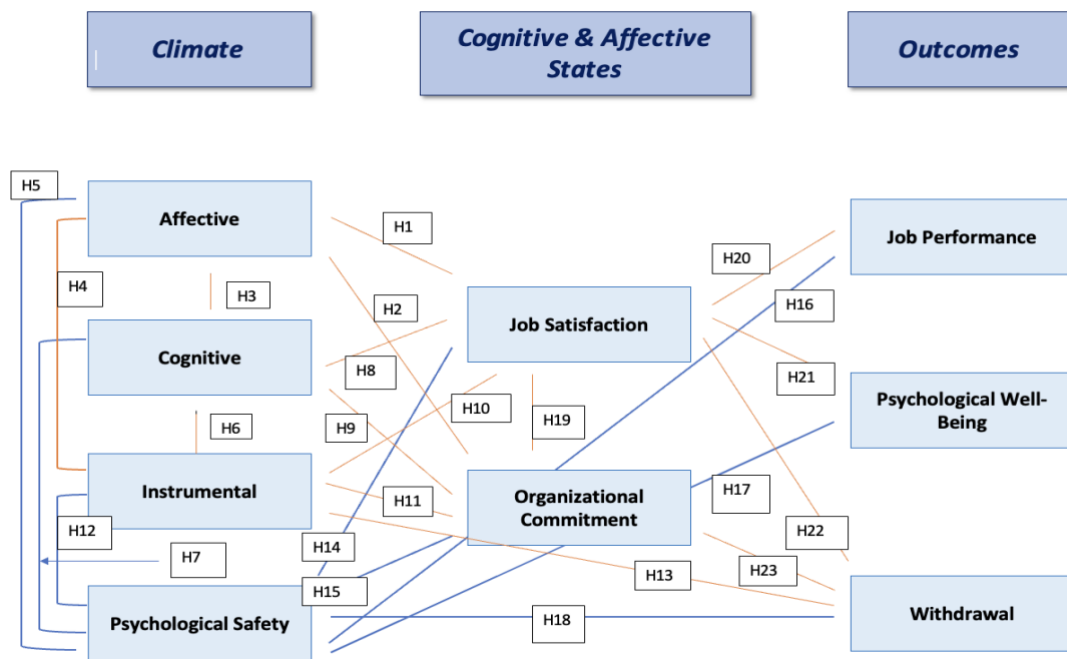 Climate
Cognitive & Affective
States
Outcomes
H5
Affective
H1
Job Performance
H20
H4
H3
H2
H16
Job Satisfaction
Cognitive
H8
H21
H10
Psychological Well-
Being
H6
H9
H19
Instrumental
H11
Organizational
Commitment
H17
H12
H14
H22
H7
H13
H23
H15
Psychological Safety
H18
Withdrawal